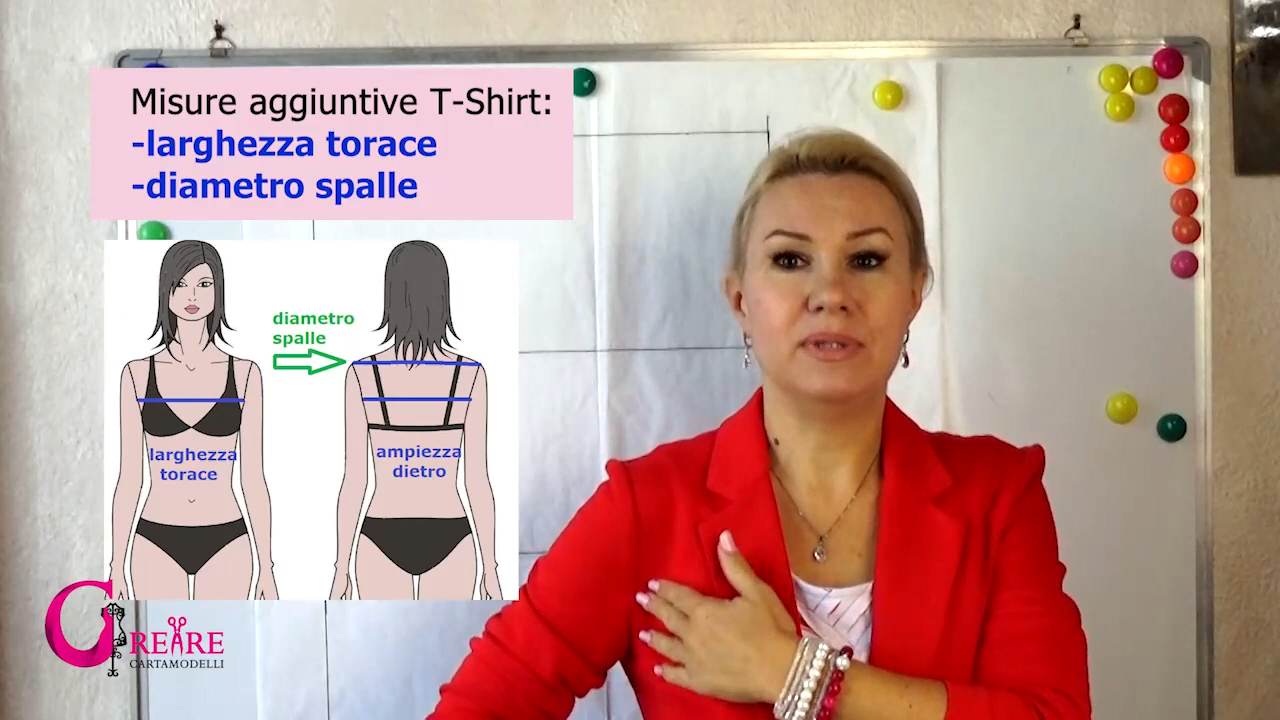 Misure aggiuntive T-Shirt:
-larghezza torace
-diametro spalle
diametro
spalle
larghezza
torace
ampiezza
dietro
CREARE
CARTAMODELLI